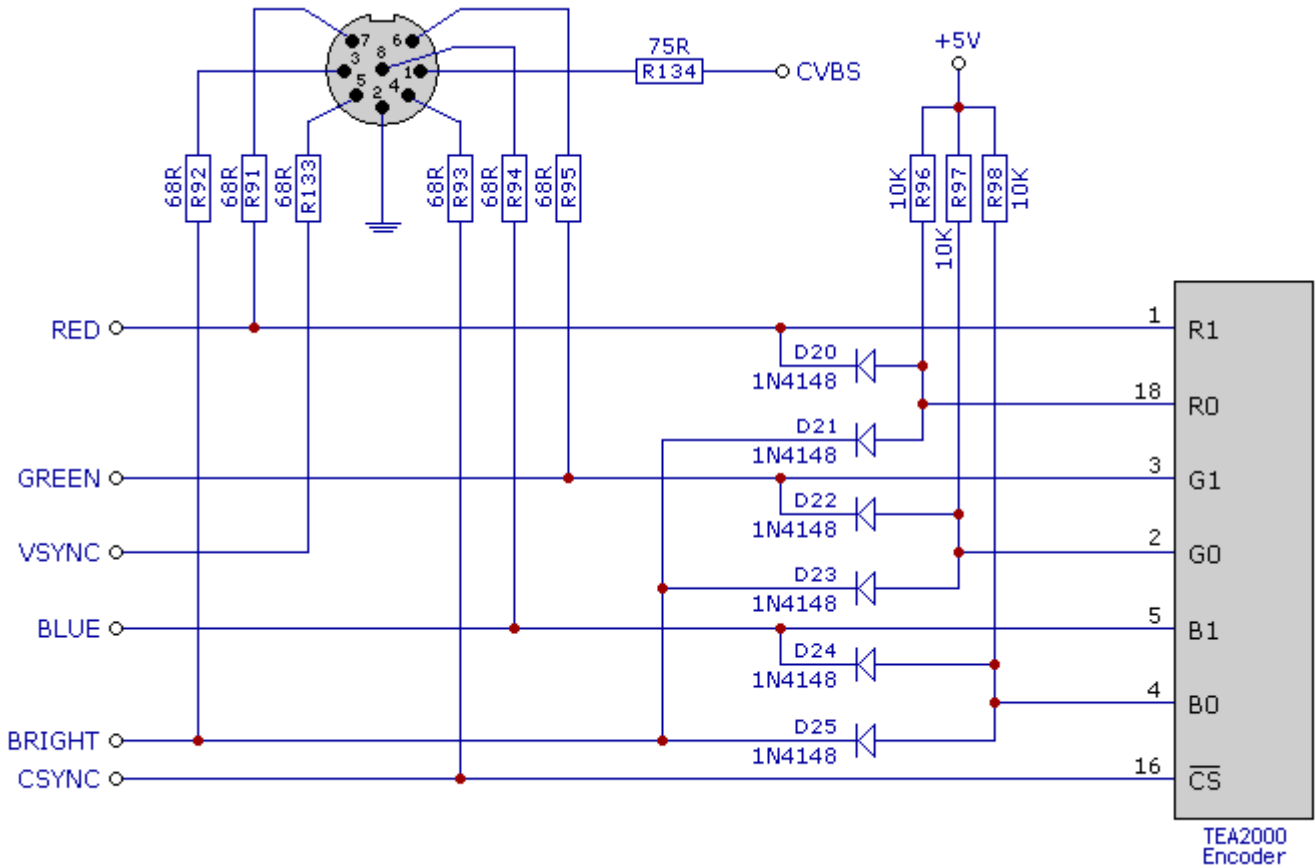 7
6
3
8
1
5
2
4
75R
R134
CVBS
+5V
68R
R92
68R
R91
68R
R133
68R
R93
68R
R94
68R
R95
10K
R96
10K
R97
R98
10K
RED
1
R1
D20
1N4148
18
R0
D21
1N4148
GREEN
3
G1
D22
1N4148
VSYNC
2
G0
D23
1N4148
BLUE
5
B1
D24
1N4148
4
B0
BRIGHT
D25
1N4148
CSYNC
16
CS
TEA2000
Encoder